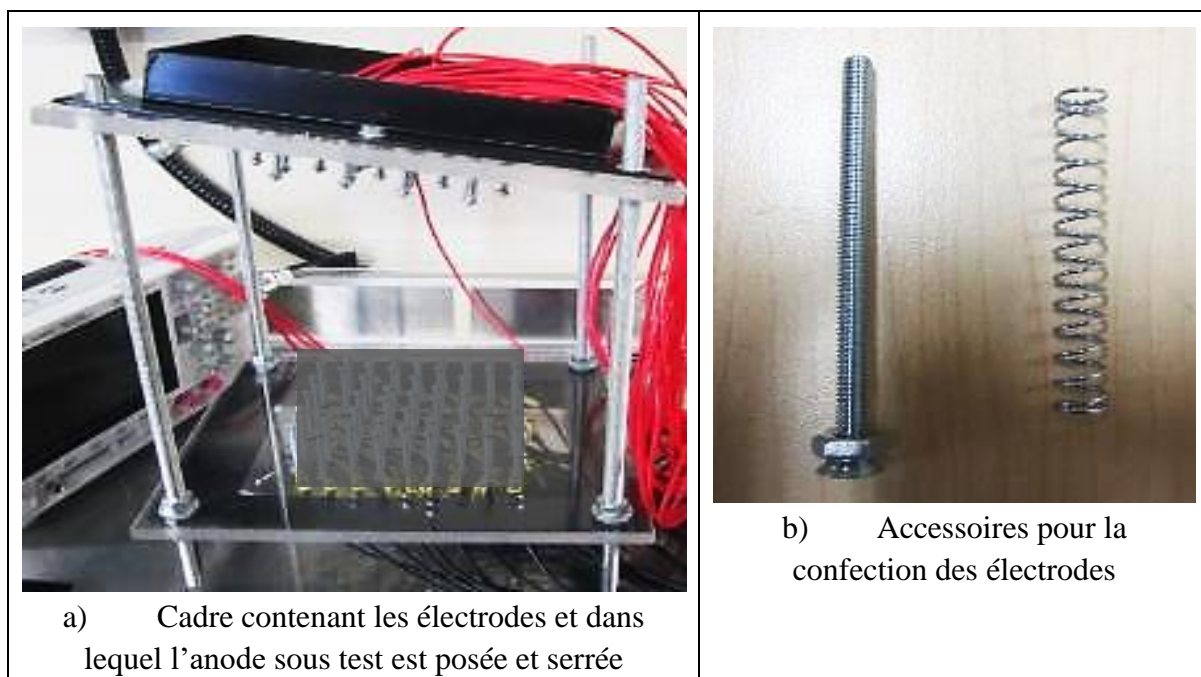 a) Cadre contenant les électrodes et dans
lequel l’anode sous test est posée et serrée
b) Accessoires pour la
confection des électrodes